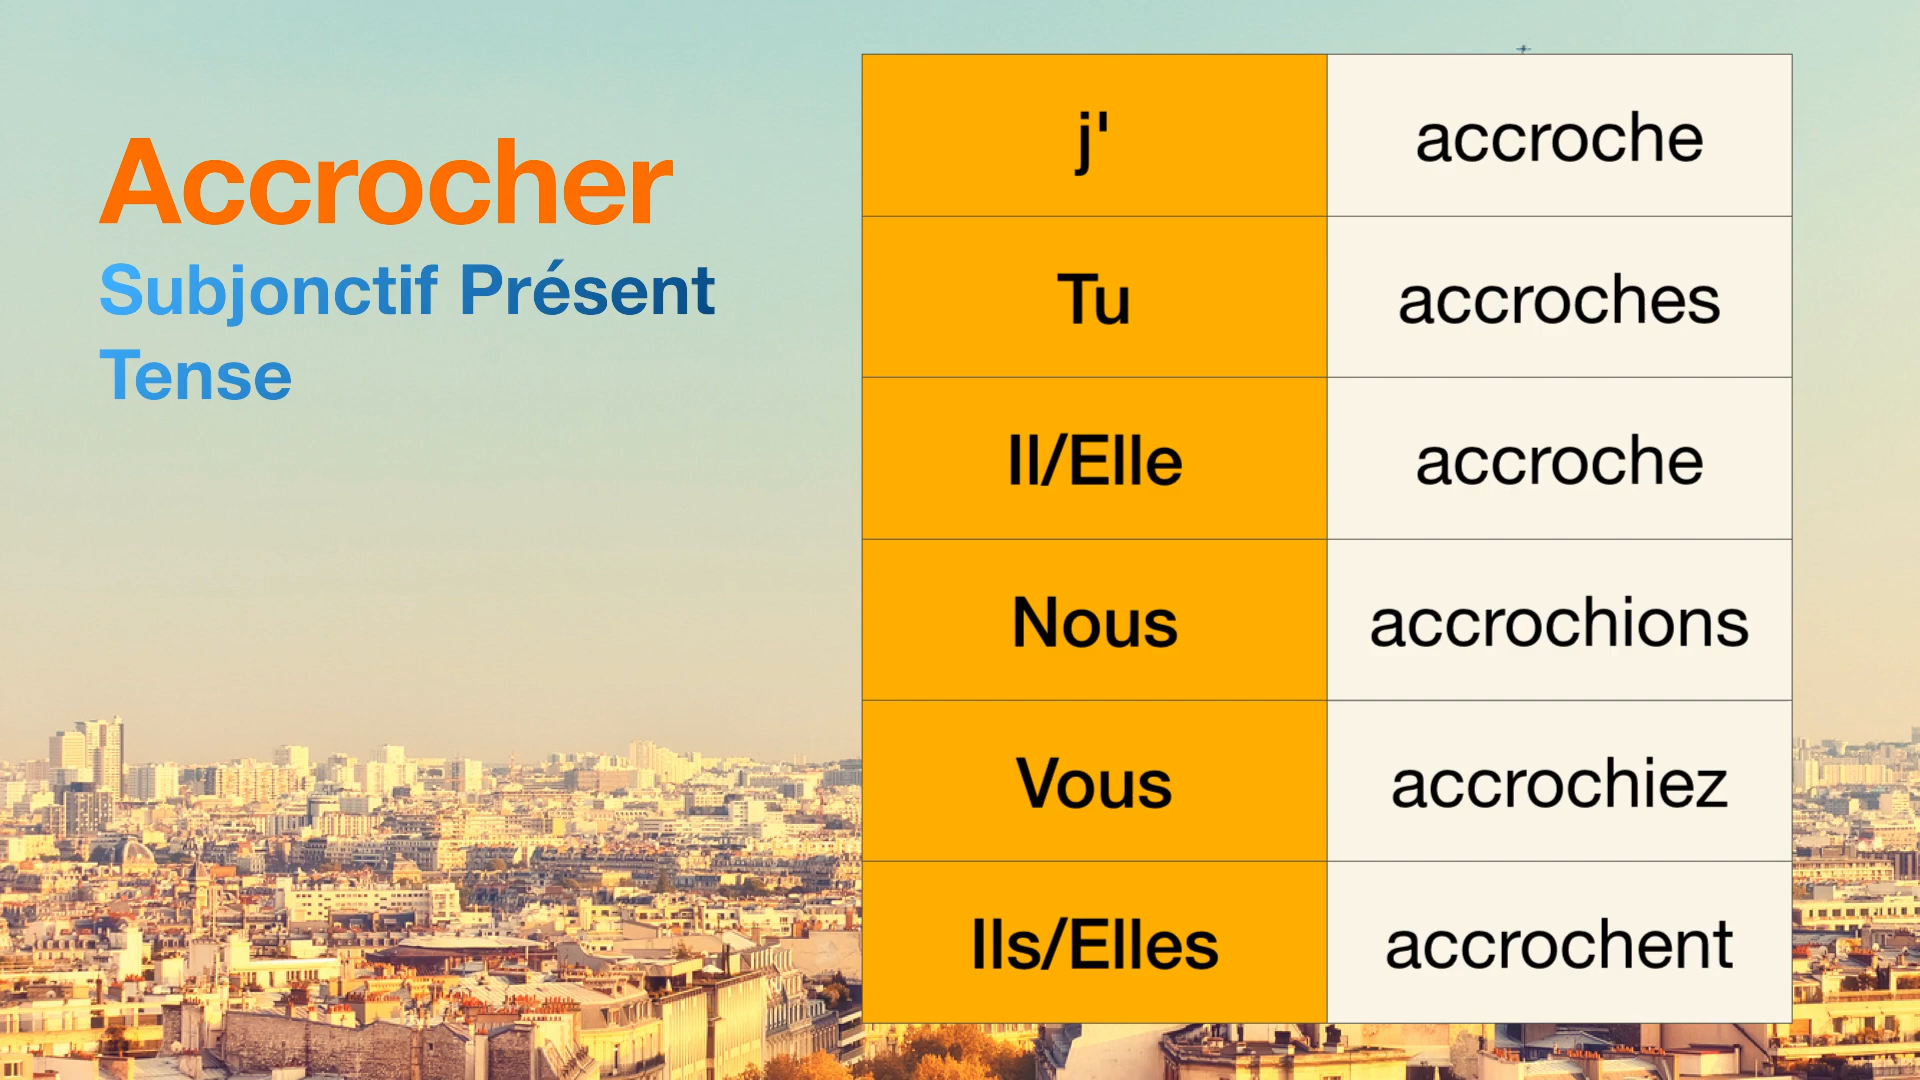 Accrocher
Subjonctif Présent
Tense
j' accroche
Tu accroches
Il/Elle accroche
Nous accrochions
Vous accrochiez
Ils/Elles accrochent